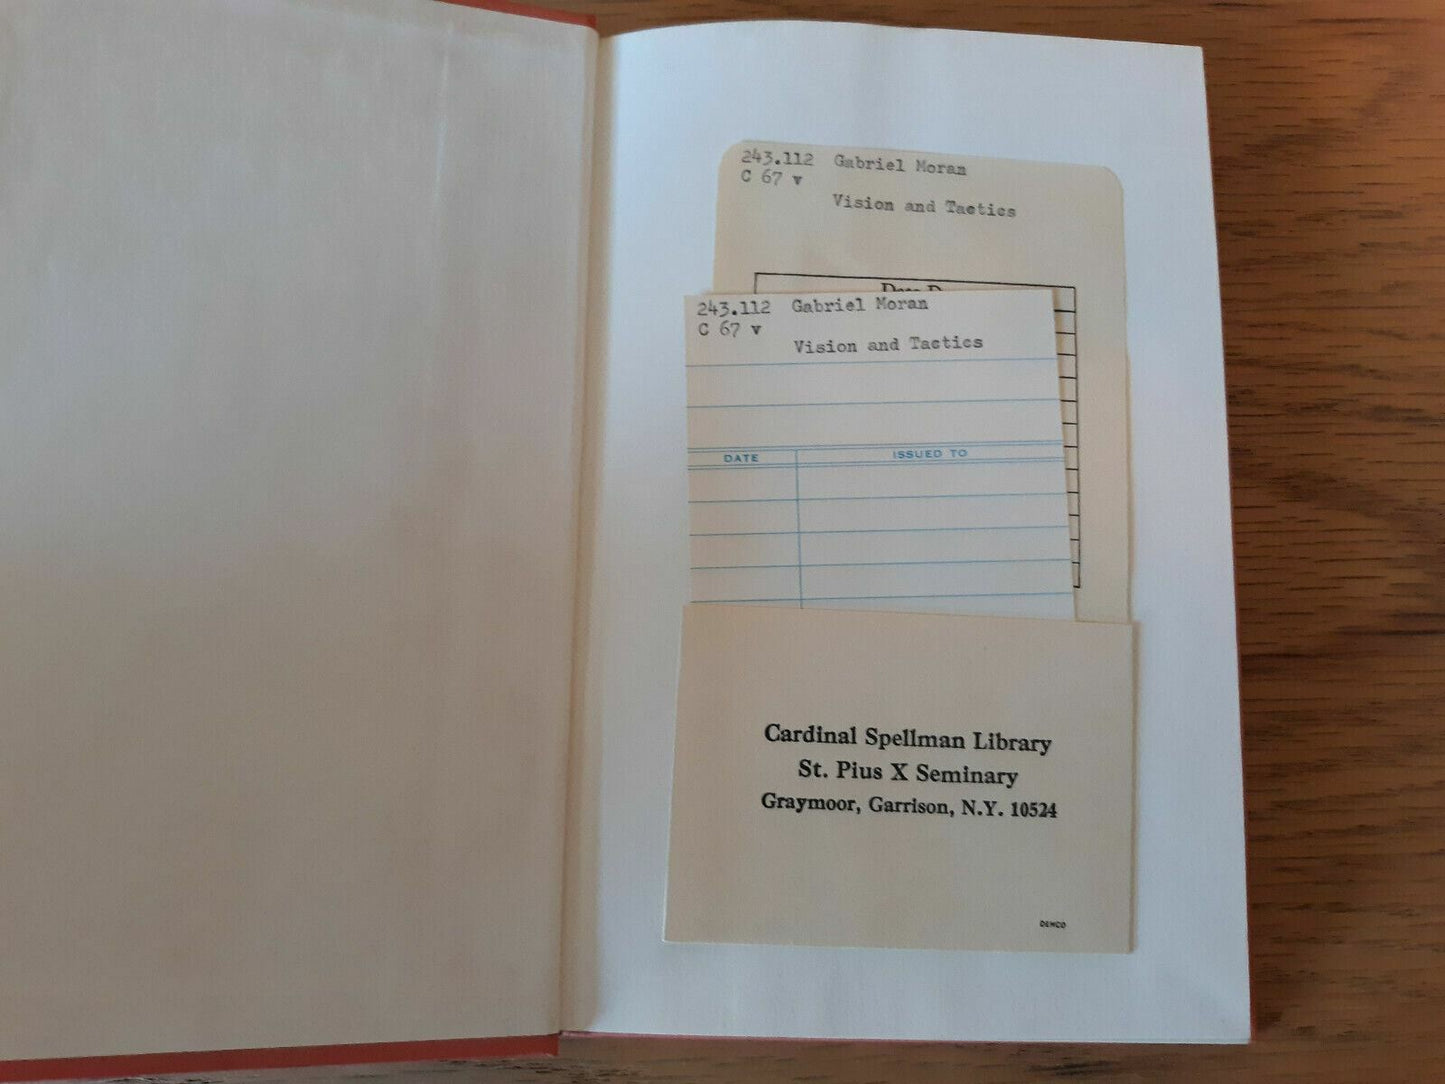 243.112 Gabriel Moran
C 67 v
Vision and Tactics
243.112 Gabriel Moran
C 67 v
Vision and Tactics
DATE ISSUED TO
Cardinal Spellman Library
St. Pius X Seminary
Graymoor, Garrison, N.Y. 10524
DEMCO